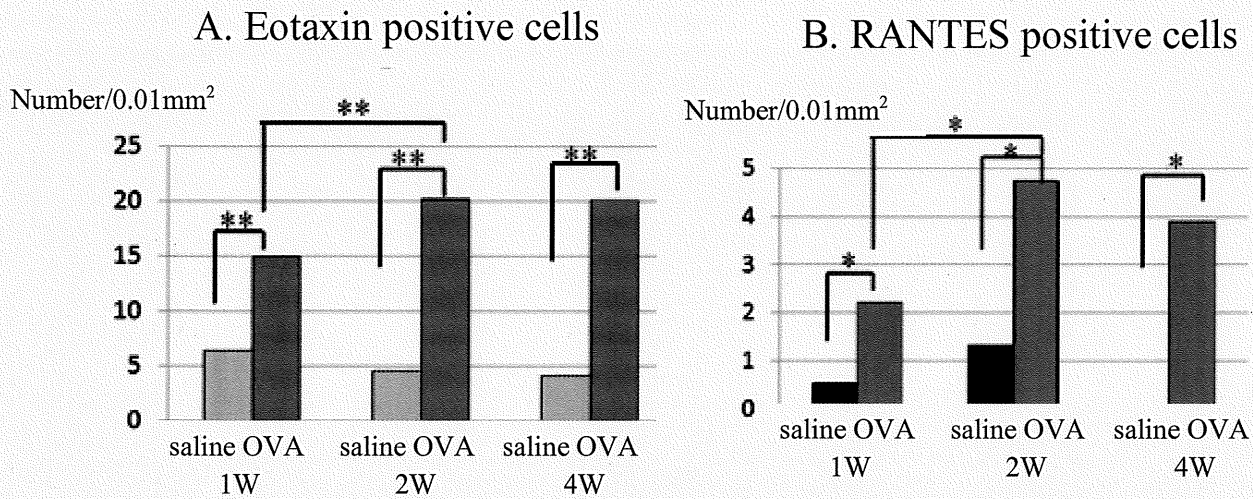 A. Eotaxin positive cells
Number/0.01mm²
**
**
**
**
25
20
15
10
5
0
saline OVA saline OVA saline OVA
1W 2W 4W
B. RANTES positive cells
Number/0.01mm²
*
*
*
*
5
4
3
2
1
0
saline OVA saline OVA saline OVA
1W 2W 4W